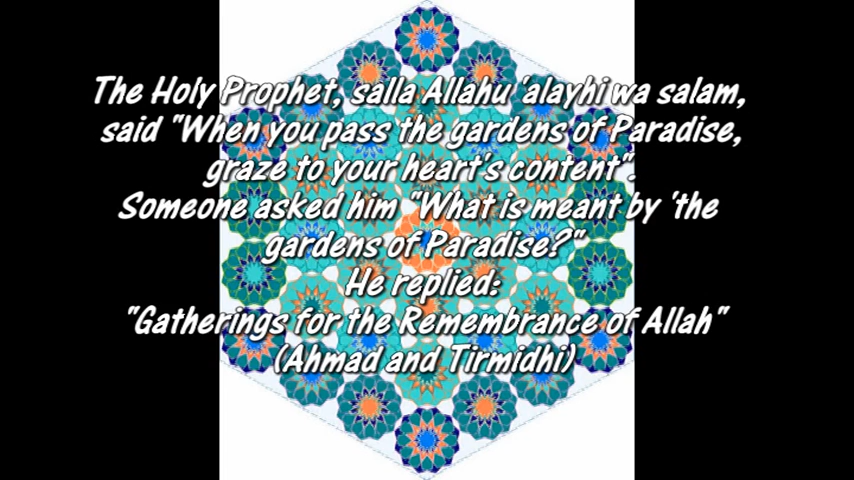 The Holy Prophet, salla Allahu 'alayhi wa salam,
said "When you pass the gardens of Paradise,
graze to your heart's content".
Someone asked him "What is meant by 'the
gardens of Paradise?"
He replied:
"Gatherings for the Remembrance of Allah"
(Ahmad and Tirmidhi)